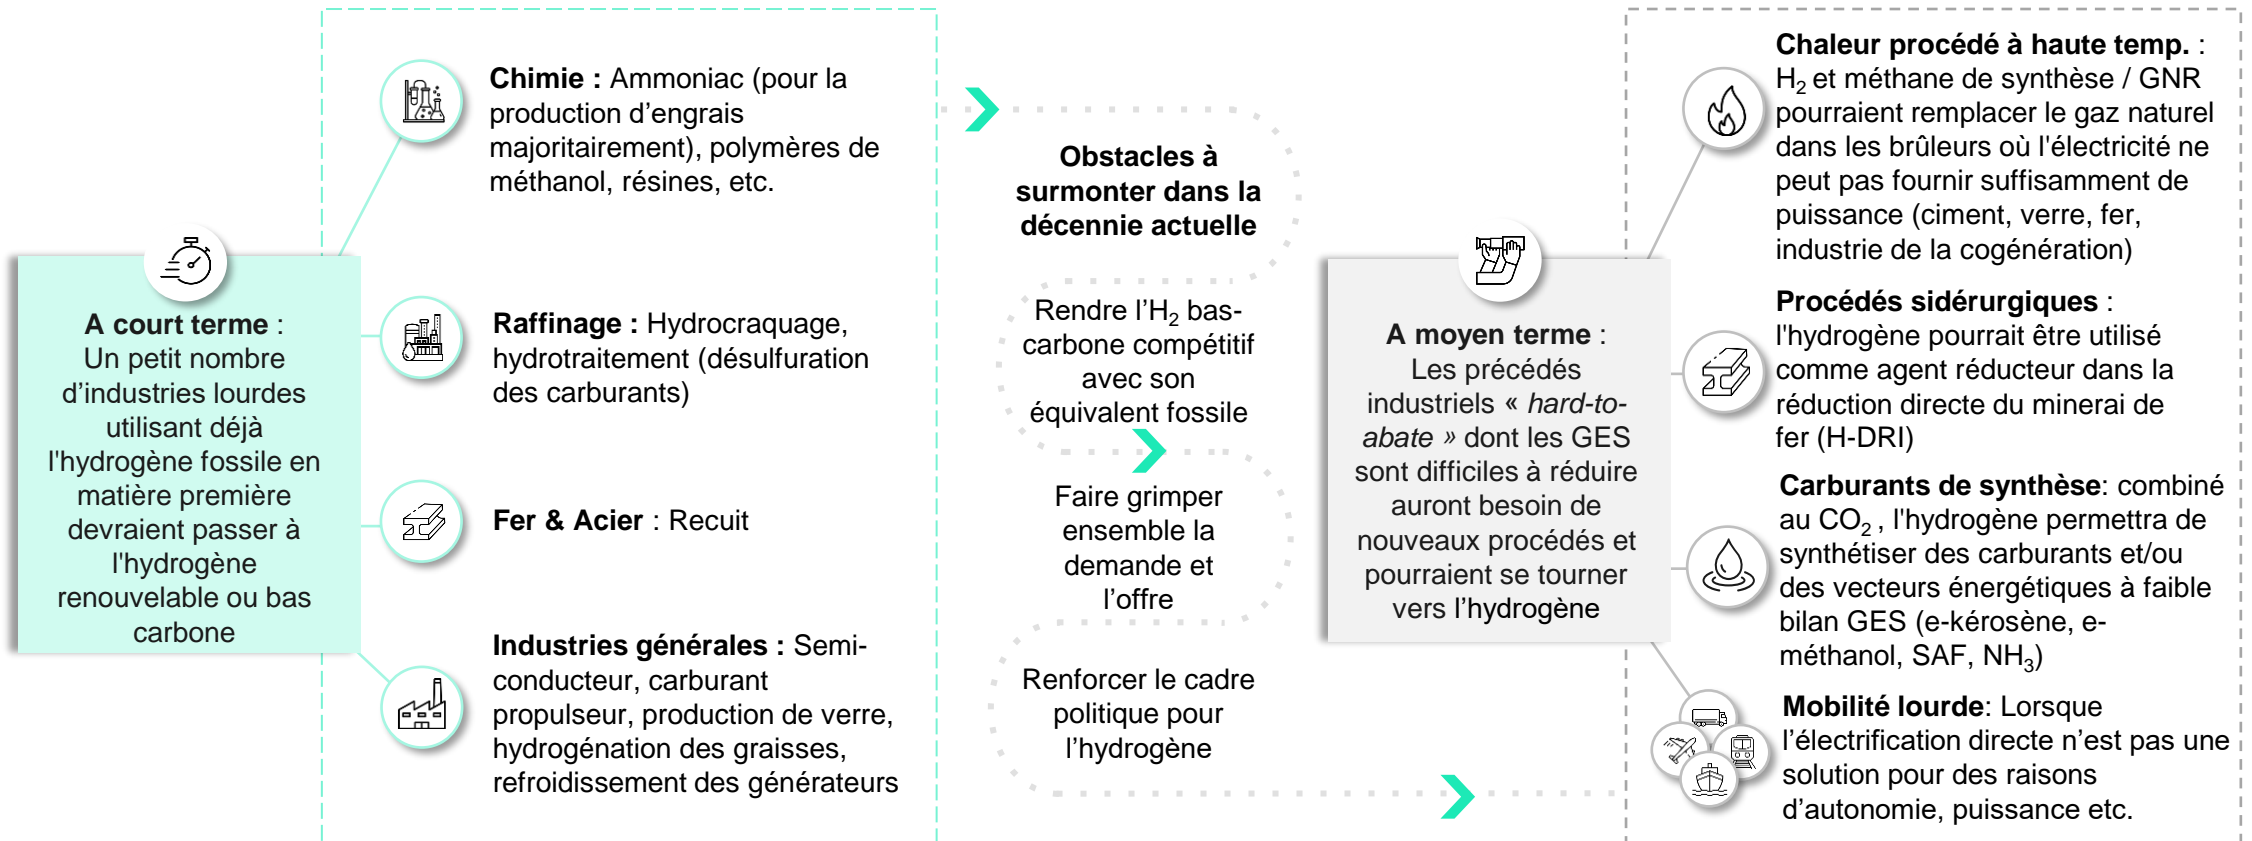 A court terme :
Un petit nombre
d’industries lourdes
utilisant déjà
l'hydrogène fossile en
matière première
devraient passer à
l'hydrogène
renouvelable ou bas
carbone
Chimie : Ammoniac (pour la
production d’engrais
majoritairement), polymères de
méthanol, résines, etc.
Raffinage : Hydrocraquage,
hydrotraitement (désulfuration
des carburants)
Fer & Acier : Recuit
Industries générales : Semi-
conducteur, carburant
propulseur, production de verre,
hydrogénation des graisses,
refroidissement des générateurs
Obstacles à
surmonter dans la
décennie actuelle
Rendre l’H₂ bas-
carbone compétitif
avec son
équivalent fossile
Faire grimper
ensemble la
demande et
l’offre
Renforcer le cadre
politique pour
l’hydrogène
A moyen terme :
Les précédés
industriels « hard-to-
abate » dont les GES
sont difficiles à réduire
auront besoin de
nouveaux procédés et
pourraient se tourner
vers l’hydrogène
Chaleur procédé à haute temp. :
H₂ et méthane de synthèse / GNR
pourraient remplacer le gaz naturel
dans les brûleurs où l'électricité ne
peut pas fournir suffisamment de
puissance (ciment, verre, fer,
industrie de la cogénération)
Procédés sidérurgiques :
l'hydrogène pourrait être utilisé
comme agent réducteur dans la
réduction directe du minerai de
fer (H-DRI)
Carburants de synthèse: combiné
au CO₂ , l'hydrogène permettra de
synthétiser des carburants et/ou
des vecteurs énergétiques à faible
bilan GES (e-kérosène, e-
méthanol, SAF, NH₃)
Mobilité lourde: Lorsque
l’électrification directe n’est pas une
solution pour des raisons
d’autonomie, puissance etc.